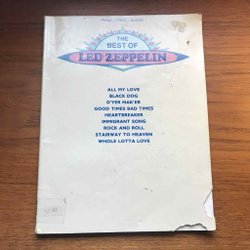 PIANO / VOCAL / GUITAR
THE
BEST OF
LED ZEPPELIN
ALL MY LOVE
BLACK DOG
D'YER MAK'ER
GOOD TIMES BAD TIMES
HEARTBREAKER
IMMIGRANT SONG
ROCK AND ROLL
STAIRWAY TO HEAVEN
WHOLE LOTTA LOVE